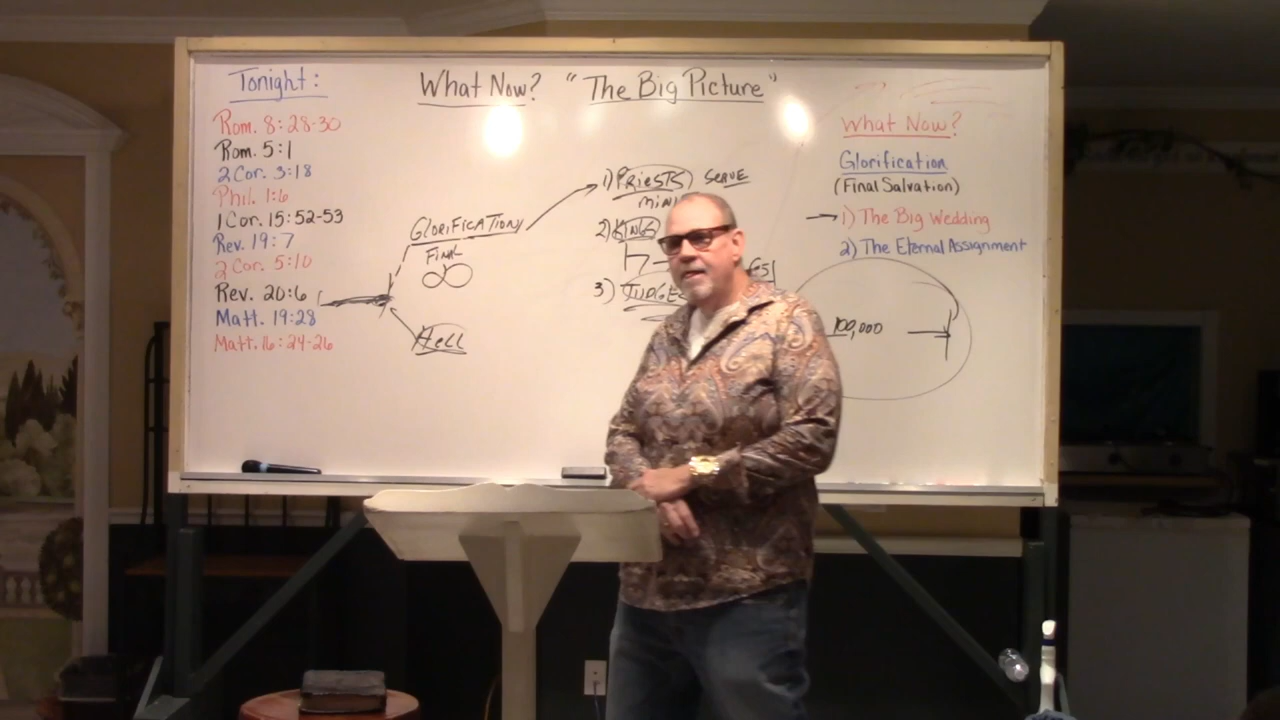 Tonight:
Rom. 8:28-30
Rom. 5:1
2 Cor. 3:18
Phil. 1:6
1 Cor. 15:52-53
Rev. 19:7
2 Cor. 5:10
Rev. 20:6
Matt. 19:28
Matt. 16:24-26
What Now? "The Big Picture"
GLORIFICATION
FINAL
∞
HELL
1) PRIESTS) SERVE
2) KINGS
3) JUDGE
What Now?
Glorification
(Final Salvation)
1) The Big Wedding
2) The Eternal Assignment
100,000